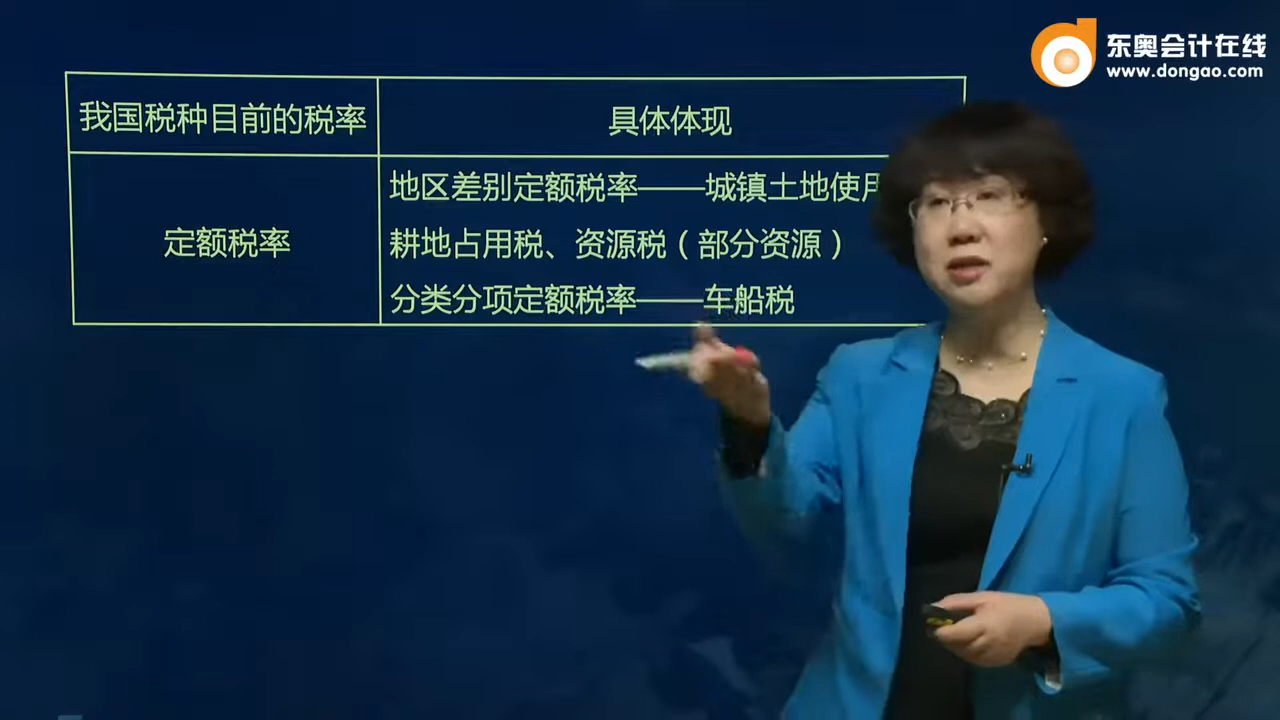 东奥会计在线
www.dongao.com
我国税种目前的税率
具体体现
定额税率
地区差别定额税率——城镇土地使用
耕地占用税、资源税（部分资源）
分类分项定额税率——车船税